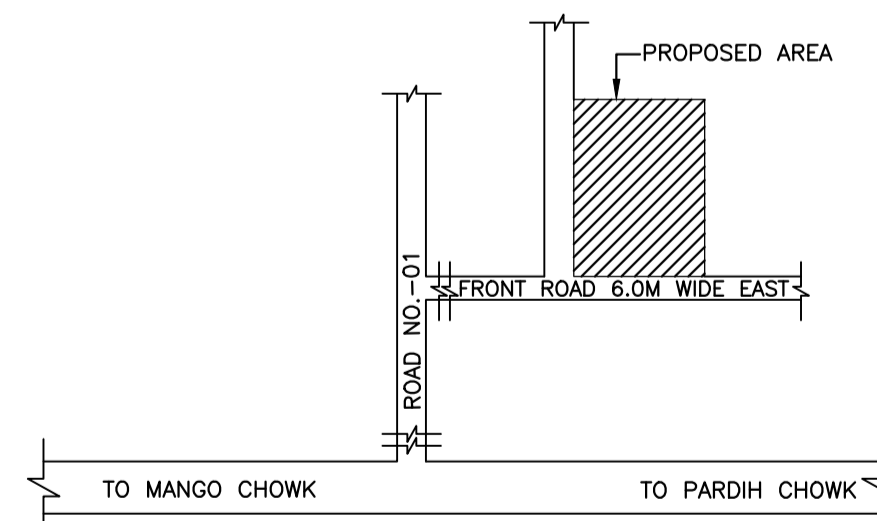 PROPOSED AREA
ROAD NO.-01
FRONT ROAD 6.0M WIDE EAST
TO MANGO CHOWK
TO PARDIH CHOWK